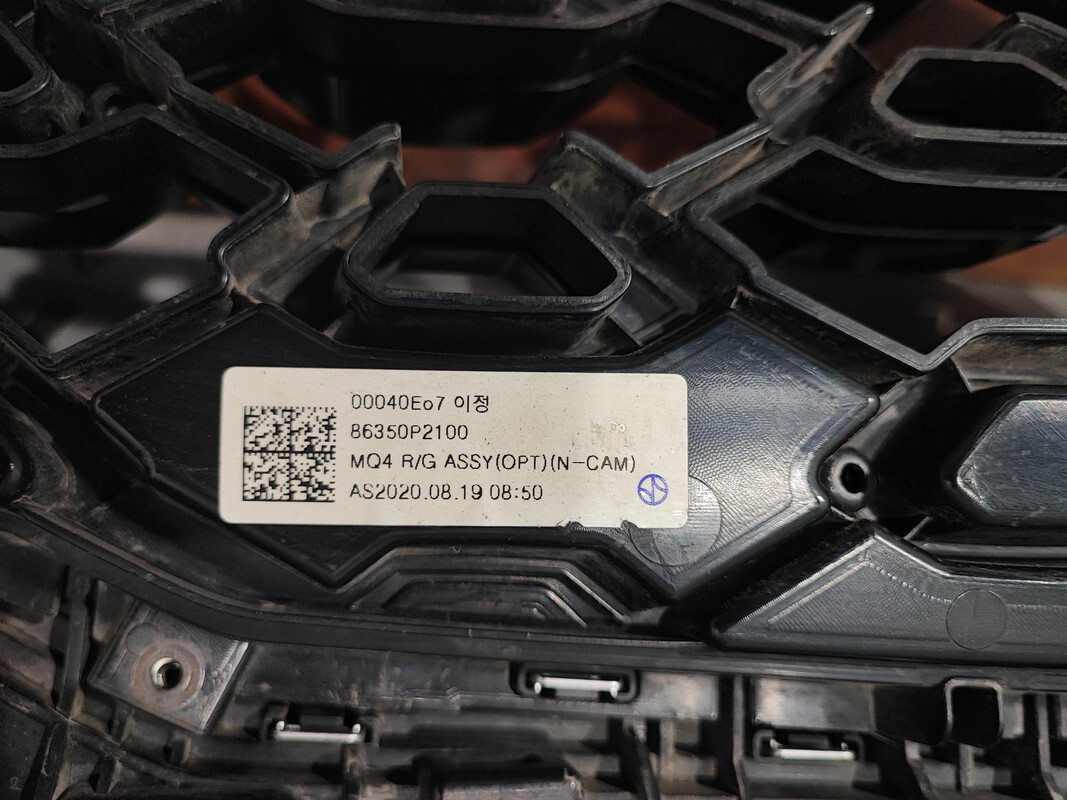 00040Eo7 이정
86350P2100
MQ4 R/G ASSY(OPT)(N-CAM)
AS2020.08.19 08:50